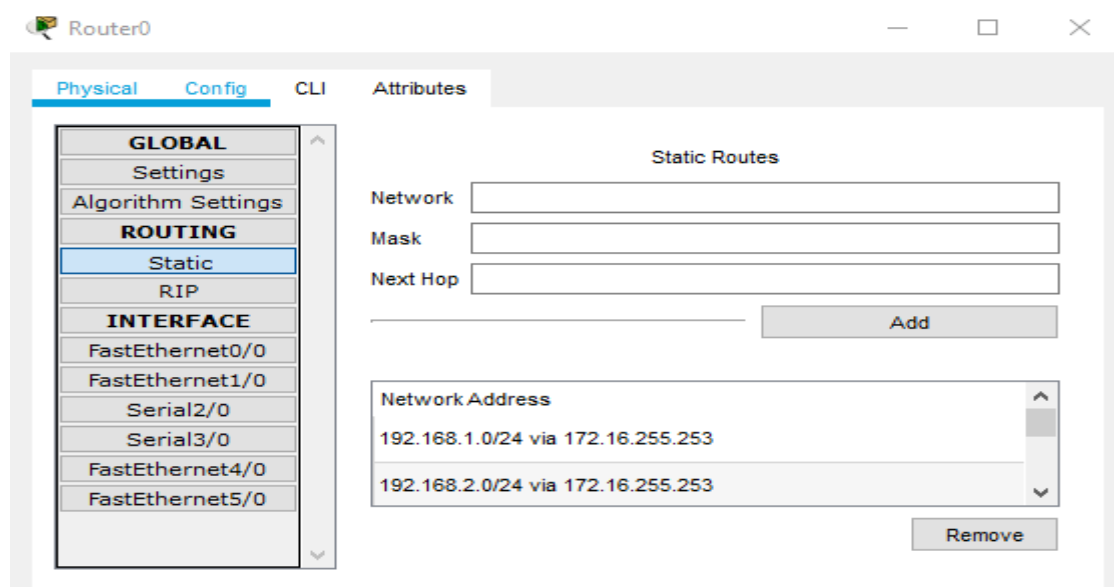 Router0
Physical Config CLI Attributes
GLOBAL
Settings
Algorithm Settings
ROUTING
Static
RIP
INTERFACE
FastEthernet0/0
FastEthernet1/0
Serial2/0
Serial3/0
FastEthernet4/0
FastEthernet5/0
Static Routes
Network
Mask
Next Hop
Add
Network Address
192.168.1.0/24 via 172.16.255.253
192.168.2.0/24 via 172.16.255.253
Remove